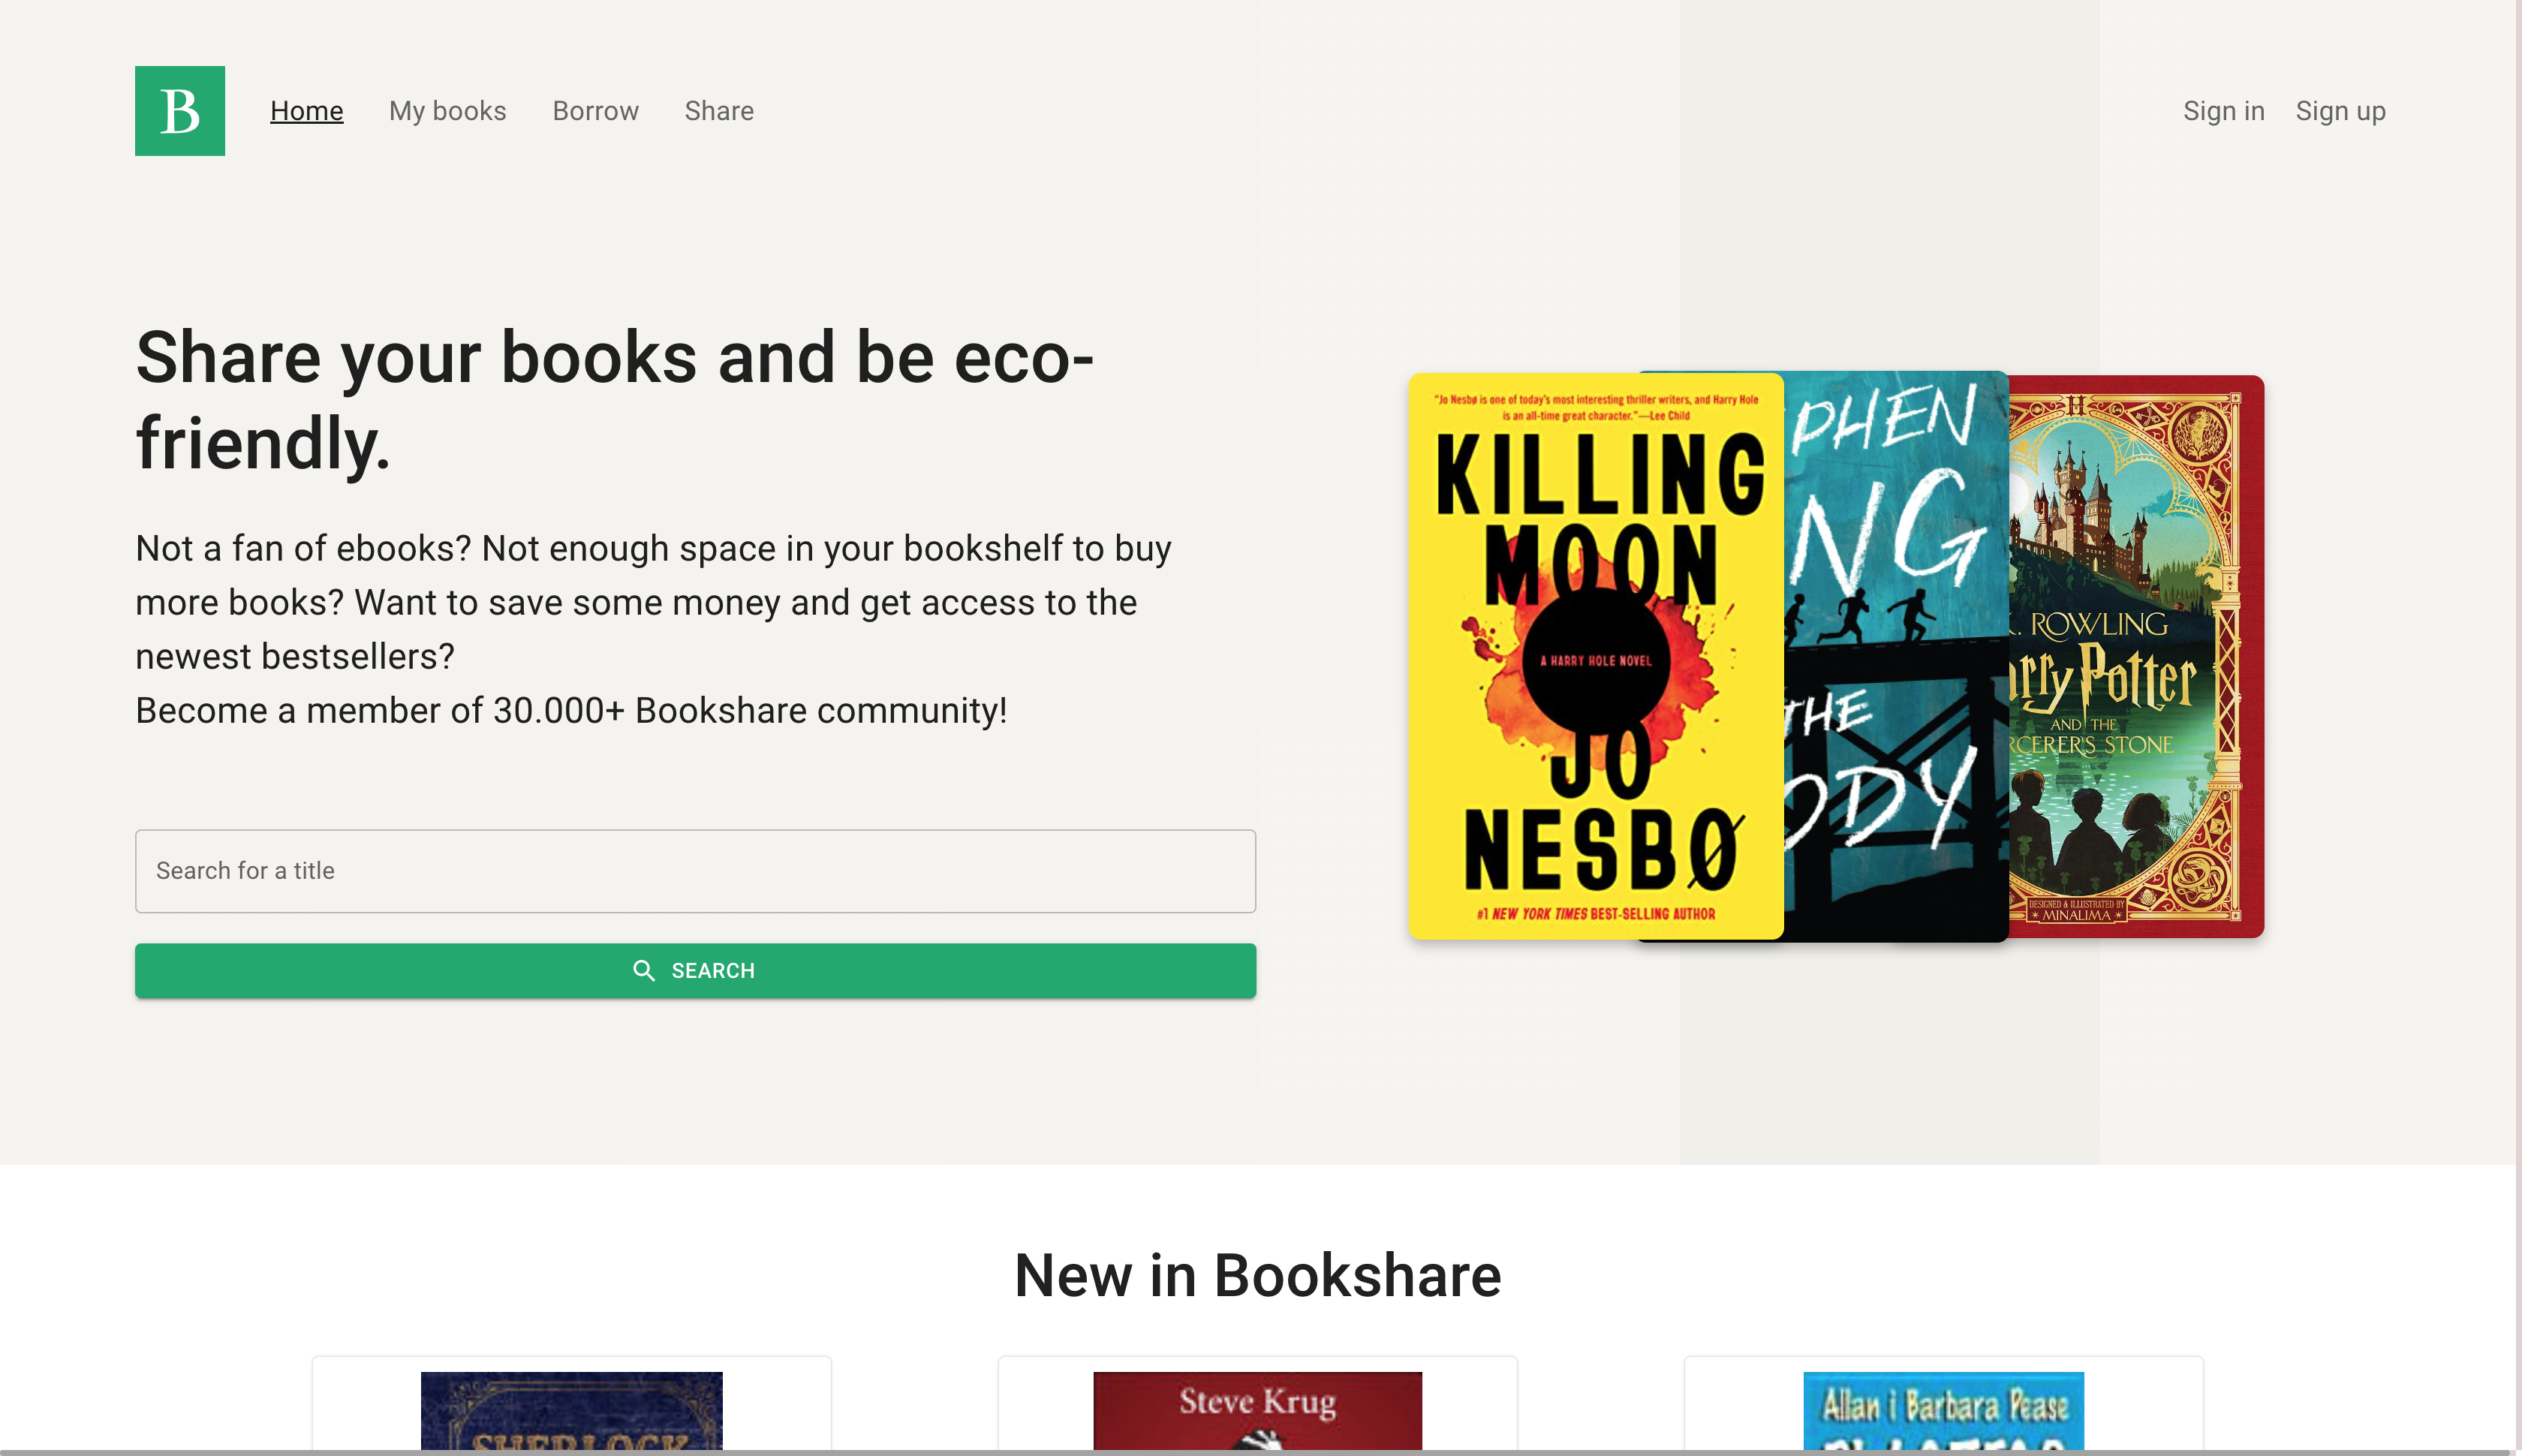 B
Home
My books
Borrow
Share
Sign in
Sign up
Share your books and be eco-
friendly.
Not a fan of ebooks? Not enough space in your bookshelf to buy
more books? Want to save some money and get access to the
newest bestsellers?
Become a member of 30.000+ Bookshare community!
Search for a title
SEARCH
"Jo Nesbø is one of today's most interesting thriller writers, and Harry Hole
is an all-time great character."—Lee Child
KILLING
MOON
A HARRY HOLE NOVEL
JO
NESBØ
#1 NEW YORK TIMES BEST-SELLING AUTHOR
PHEN
NG
THE
ODY
H
. ROWLING
arry Potter
AND THE
RCERER'S STONE
DESIGNED & ILLUSTRATED BY
MINALIMA
New in Bookshare
SHERLOCK
Steve Krug
Allan i Barbara Pease